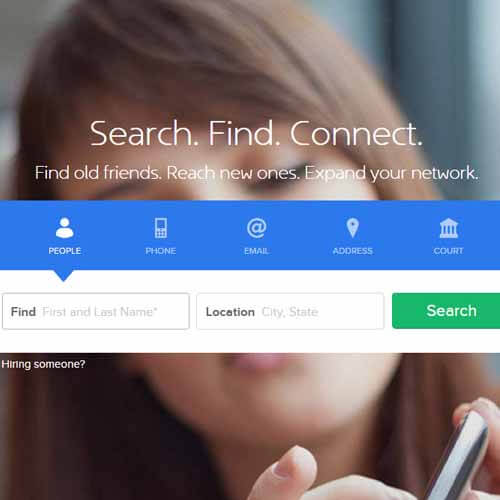 Search. Find. Connect.
Find old friends. Reach new ones. Expand your network.
PEOPLE PHONE EMAIL ADDRESS COURT
Find First and Last Name* Location City, State Search
Hiring someone?